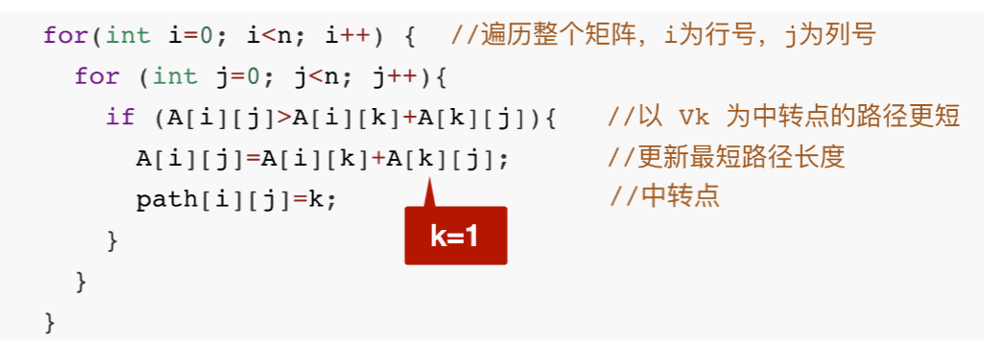 for(int i=0; i<n; i++) {  //遍历整个矩阵，i为行号，j为列号
  for (int j=0; j<n; j++){
    if (A[i][j]>A[i][k]+A[k][j]){   //以 Vk 为中转点的路径更短
      A[i][j]=A[i][k]+A[k][j];      //更新最短路径长度
      path[i][j]=k;                 //中转点
k=1
    }
  }
}